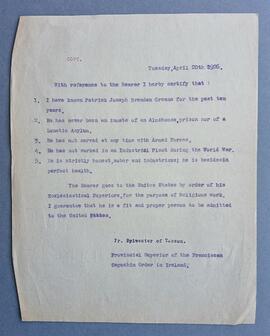 COPY.
Tuesday, April 20th 1926.
With reference to the Bearer I herby certify that :
1. I have known Patrick Joseph Brendan Greene for the past ten
years.
2. He has never been an inmate of an Almshouse, prison nor of a
Lunatic Asylum.
3. He has not served at any time with Armed Forces.
4. He has not worked in an Industrial Plant during the World War.
5. He is strictly honest, sober and industrious; he is besides in
perfect health.
The Bearer goes to the United States by order of his
Ecclesiastical Superiors, for the purpose of Religious work.
I guarantee that he is a fit and proper person to be admitted
to the United States.
Fr. Sylvester of
Provincial Superior of the Franciscan
Capuchin Order in Ireland.